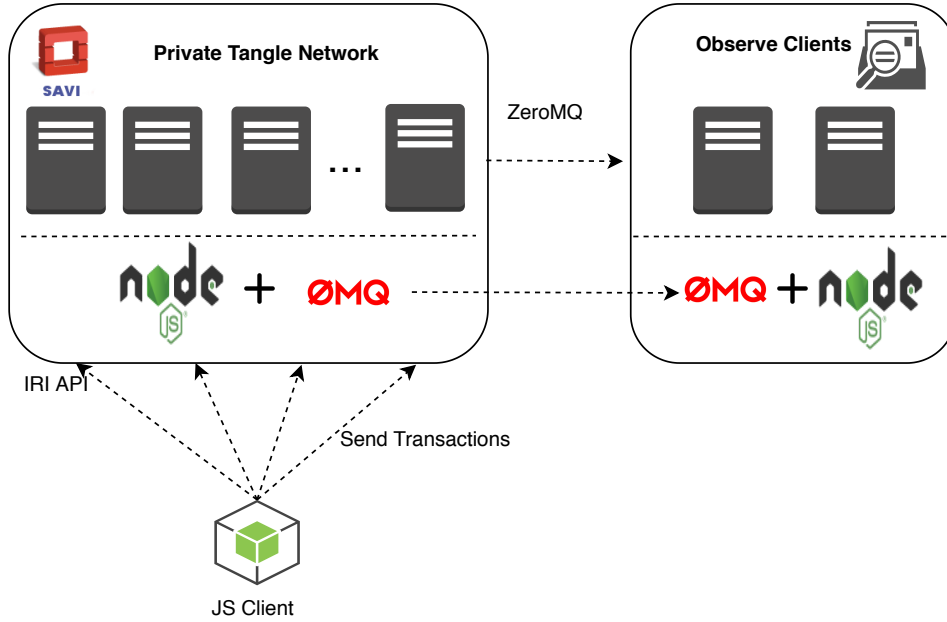 Private Tangle Network
SAVI
...
ZeroMQ
Observe Clients
node
JS
+
ØMQ
ØMQ
+
node
JS
IRI API
Send Transactions
JS Client